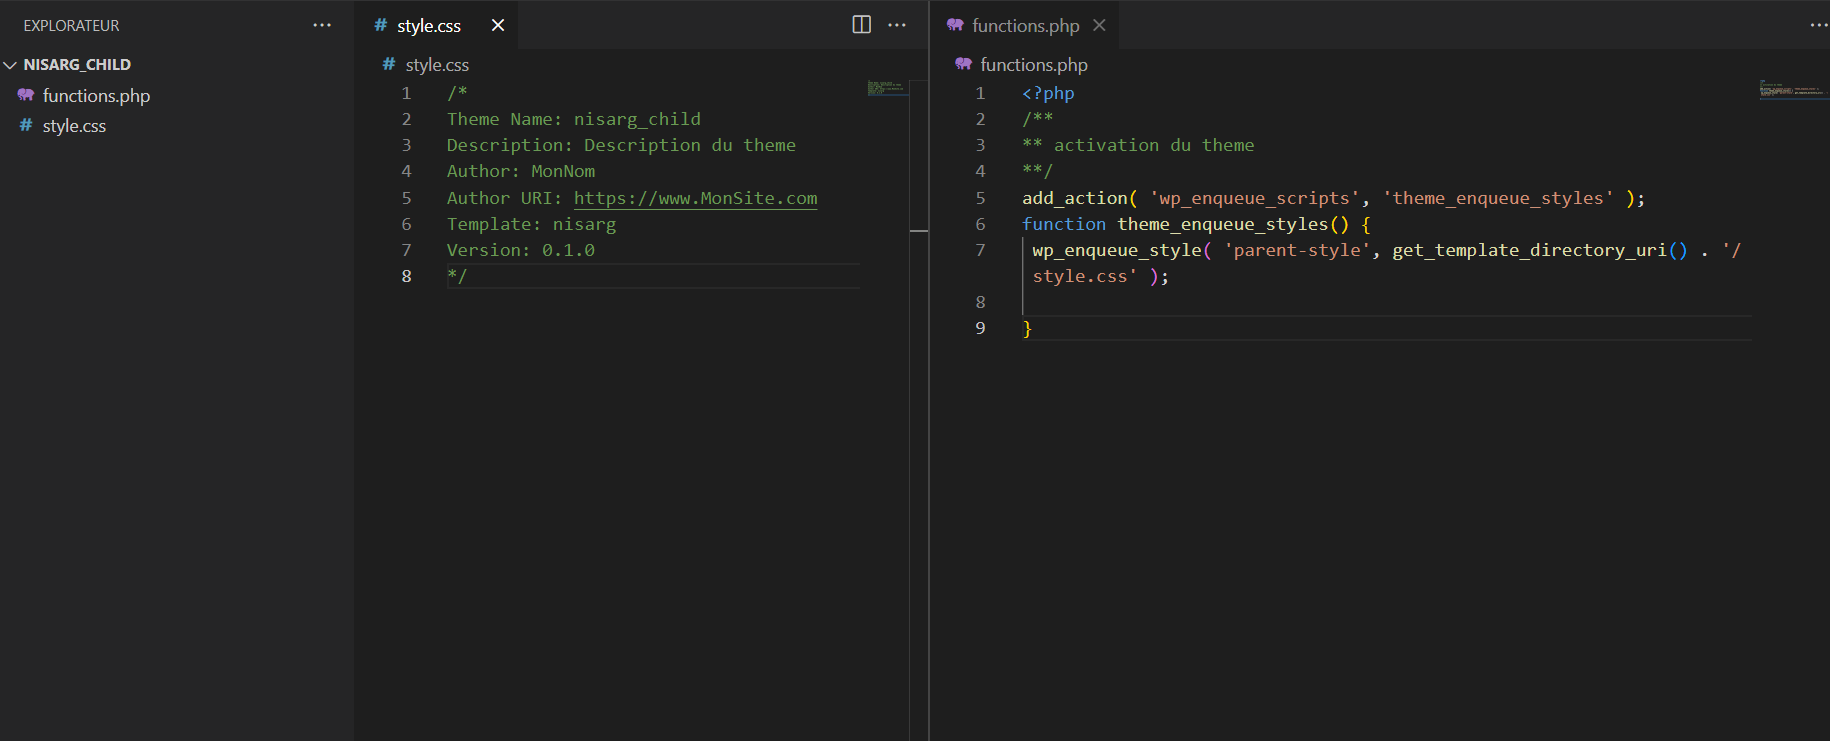 EXPLORATEUR
NISARG_CHILD
functions.php
style.css
style.css
style.css
1 /*
2 Theme Name: nisarg_child
3 Description: Description du theme
4 Author: MonNom
5 Author URI: https://www.MonSite.com
6 Template: nisarg
7 Version: 0.1.0
8 */
functions.php
functions.php
1 <?php
2 /**
3 ** activation du theme
4 **/
5 add_action( 'wp_enqueue_scripts', 'theme_enqueue_styles' );
6 function theme_enqueue_styles() {
7 wp_enqueue_style( 'parent-style', get_template_directory_uri() . '/
style.css' );
8
9 }